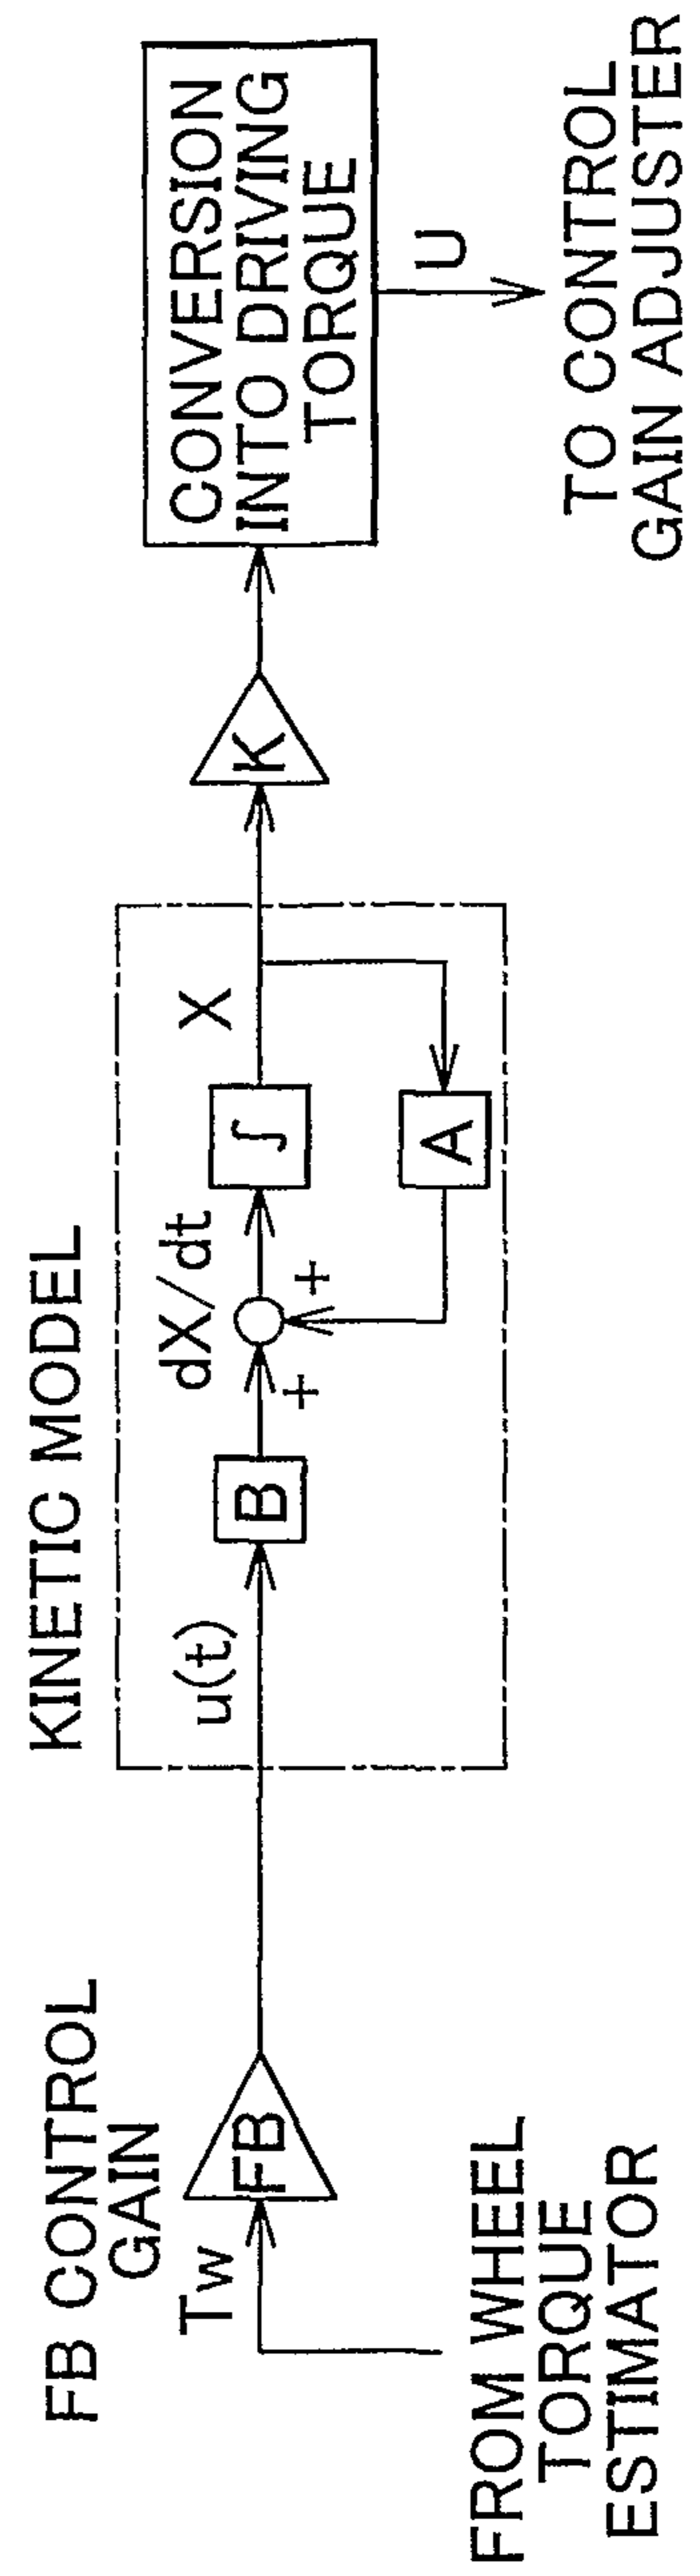 FB CONTROL
GAIN
Tw
FB
FROM WHEEL
TORQUE
ESTIMATOR
KINETIC MODEL
u(t)
B
+
+
dX/dt
∫
X
A
K
CONVERSION
INTO DRIVING
TORQUE
U
TO CONTROL
GAIN ADJUSTER